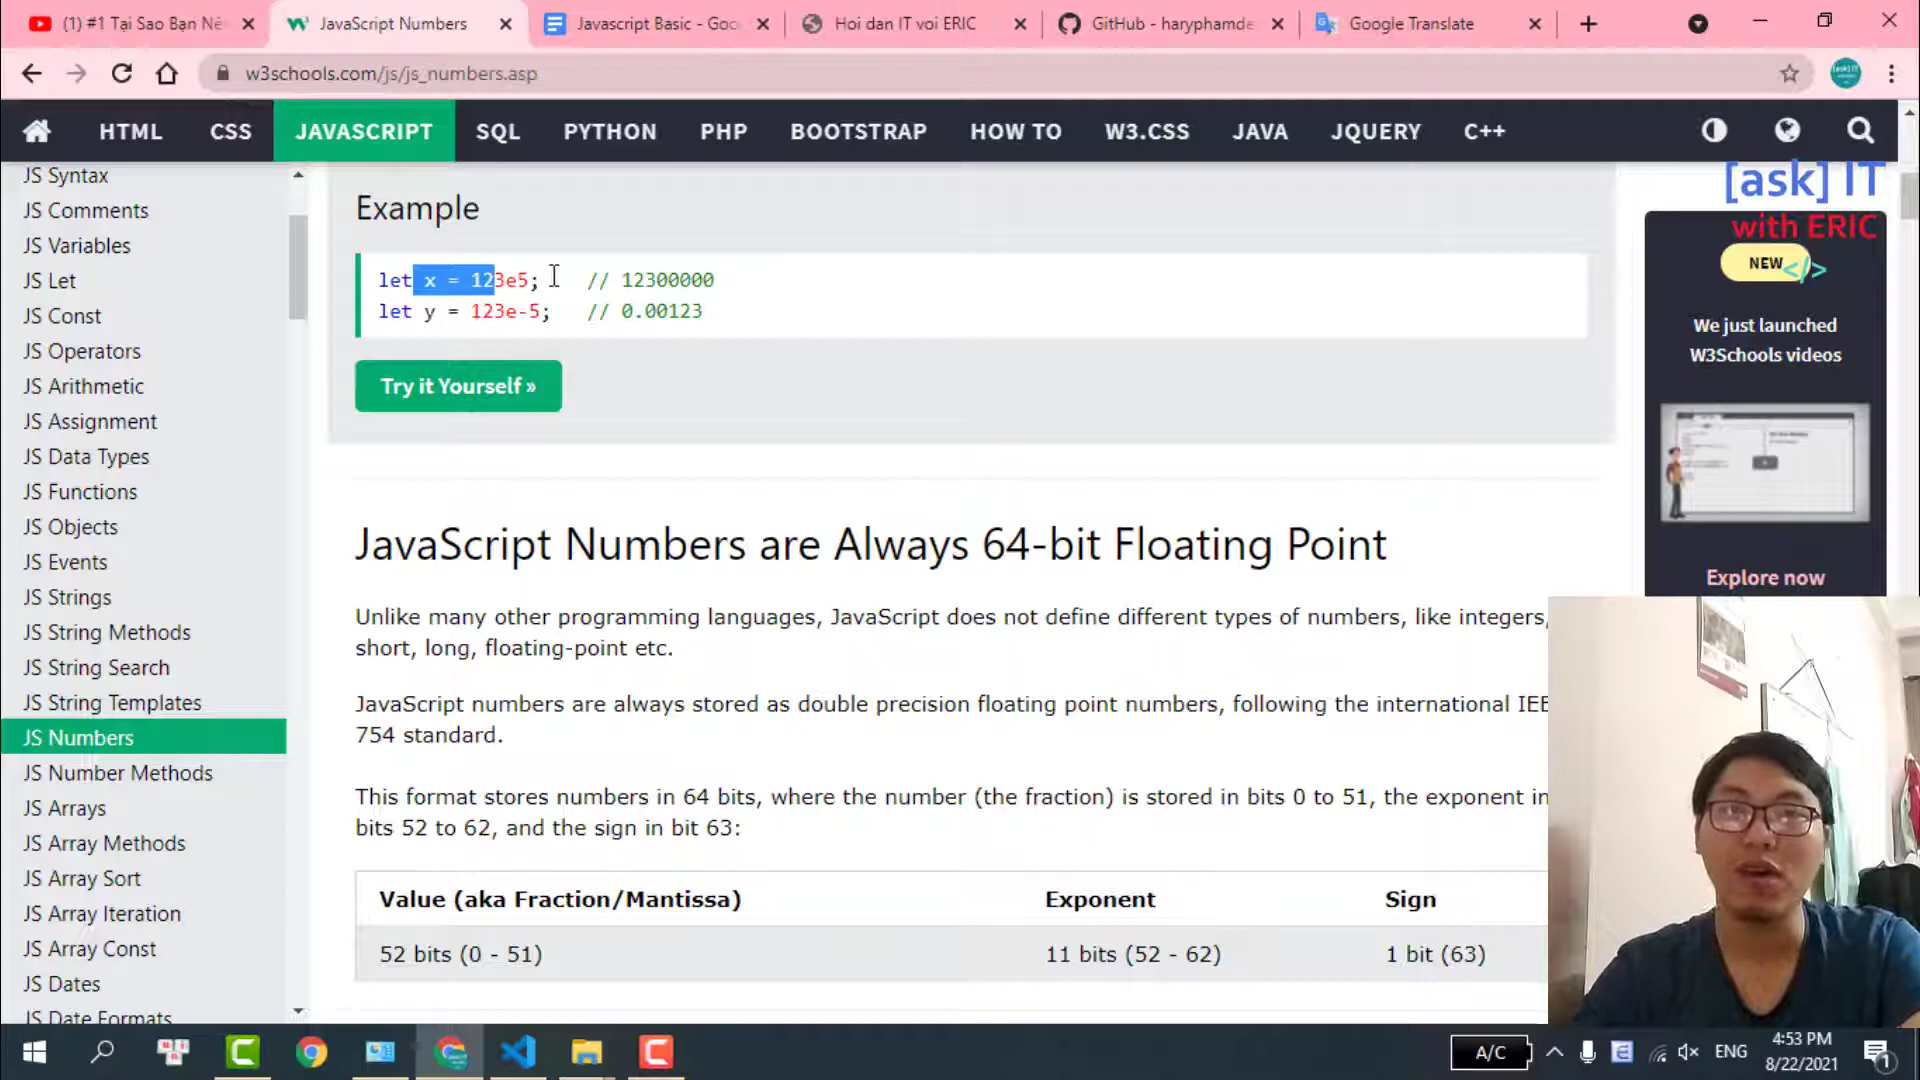 (1) #1 Tại Sao Bạn Nê
JavaScript Numbers
Javascript Basic - Goo
Hoi dan IT voi ERIC
GitHub - haryphamde
Google Translate
w3schools.com/js/js_numbers.asp
HTML
CSS
JAVASCRIPT
SQL
PYTHON
PHP
BOOTSTRAP
HOW TO
W3.CSS
JAVA
JQUERY
C++
JS Syntax
JS Comments
JS Variables
JS Let
JS Const
JS Operators
JS Arithmetic
JS Assignment
JS Data Types
JS Functions
JS Objects
JS Events
JS Strings
JS String Methods
JS String Search
JS String Templates
JS Numbers
JS Number Methods
JS Arrays
JS Array Methods
JS Array Sort
JS Array Iteration
JS Array Const
JS Dates
JS Date Formats
Example
let x = 123e5; // 12300000
let y = 123e-5; // 0.00123
Try it Yourself »
JavaScript Numbers are Always 64-bit Floating Point
Unlike many other programming languages, JavaScript does not define different types of numbers, like integers,
short, long, floating-point etc.
JavaScript numbers are always stored as double precision floating point numbers, following the international IEE
754 standard.
This format stores numbers in 64 bits, where the number (the fraction) is stored in bits 0 to 51, the exponent in
bits 52 to 62, and the sign in bit 63:
Value (aka Fraction/Mantissa) Exponent Sign
52 bits (0 - 51) 11 bits (52 - 62) 1 bit (63)
[ask] IT
with ERIC
NEW
</>
We just launched
W3Schools videos
Explore now
A/C
ENG
4:53 PM
8/22/2021
1